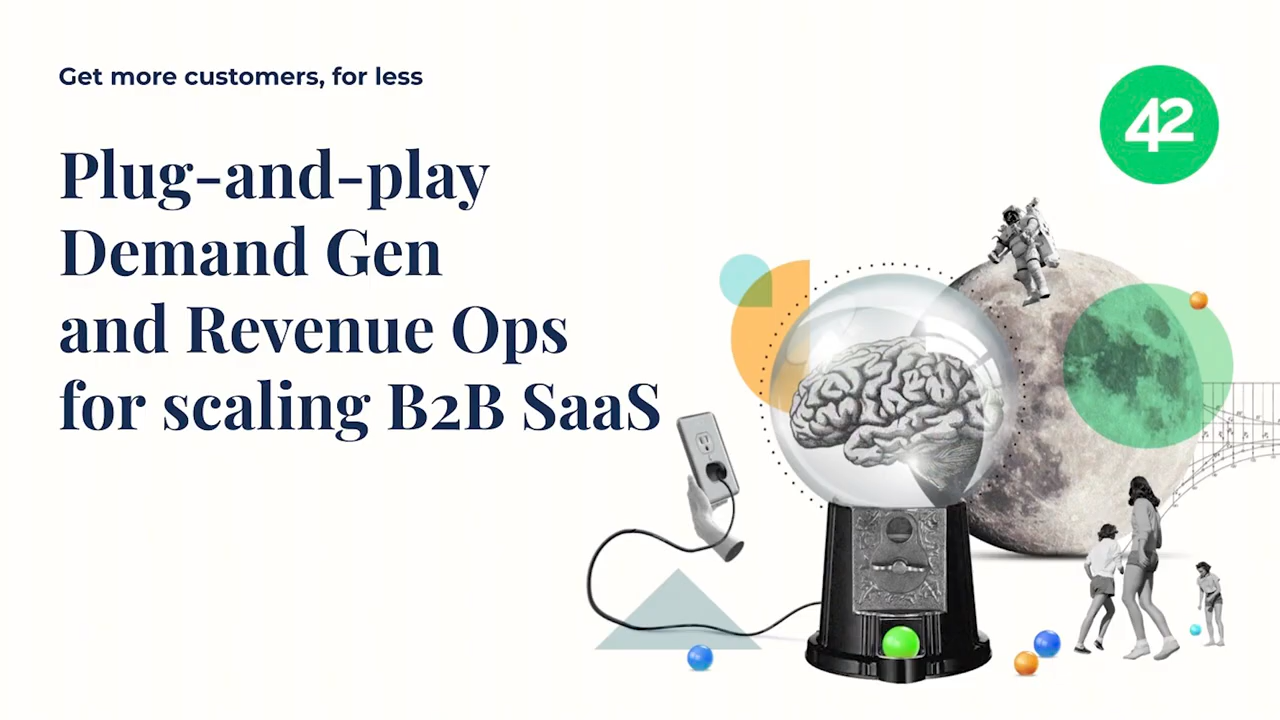 Get more customers, for less
42
Plug-and-play
Demand Gen
and Revenue Ops
for scaling B2B SaaS